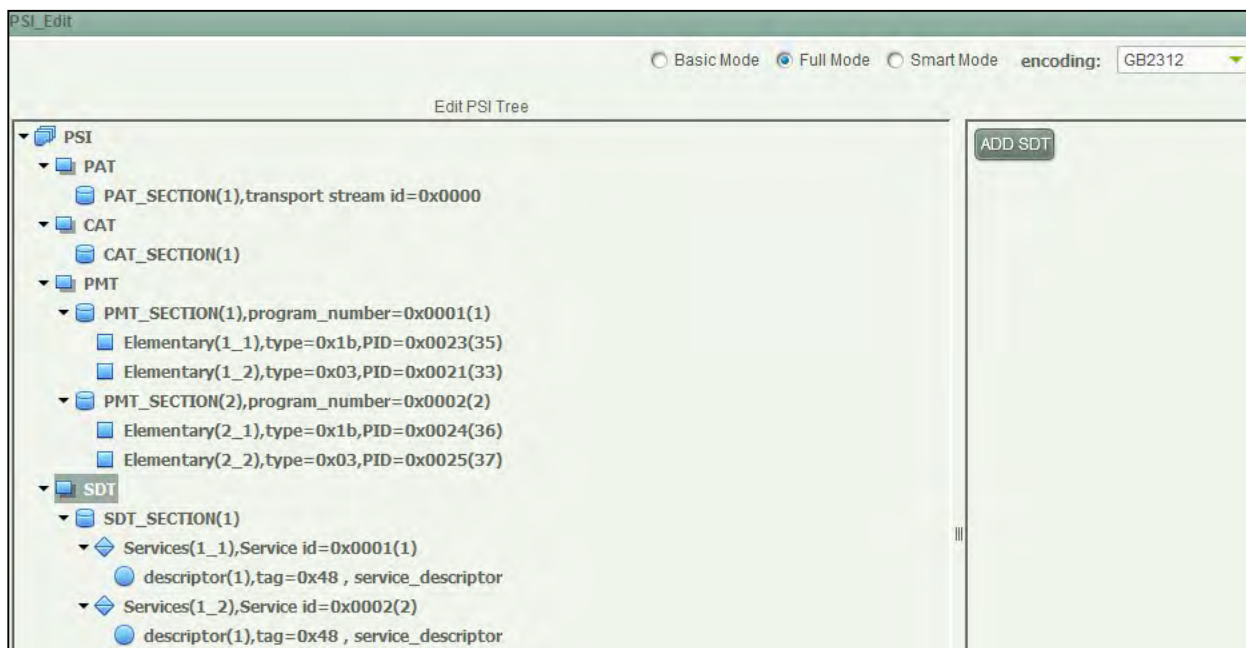 PSI_Edit
Basic Mode Full Mode Smart Mode encoding: GB2312
Edit PSI Tree
PSI
ADD SDT
PAT
PAT_SECTION(1),transport stream id=0x0000
CAT
CAT_SECTION(1)
PMT
PMT_SECTION(1),program_number=0x0001(1)
Elementary(1_1),type=0x1b,PID=0x0023(35)
Elementary(1_2),type=0x03,PID=0x0021(33)
PMT_SECTION(2),program_number=0x0002(2)
Elementary(2_1),type=0x1b,PID=0x0024(36)
Elementary(2_2),type=0x03,PID=0x0025(37)
SDT
SDT_SECTION(1)
Services(1_1),Service id=0x0001(1)
descriptor(1),tag=0x48 , service_descriptor
Services(1_2),Service id=0x0002(2)
descriptor(1),tag=0x48 , service_descriptor